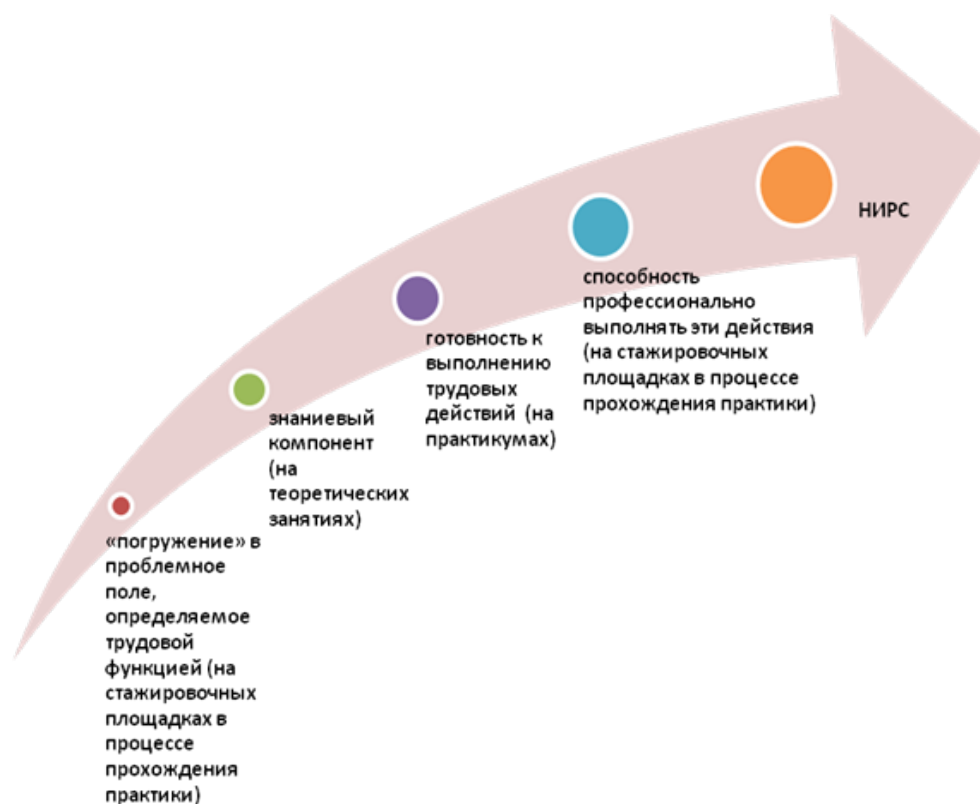 «погружение» в
проблемное
поле,
определяемое
трудовой
функцией (на
стажировочных
площадках в
процессе
прохождения
практики)
знаниевый
компонент
(на
теоретических
занятиях)
готовность к
выполнению
трудовых
действий (на
практикумах)
способность
профессионально
выполнять эти действия
(на стажировочных
площадках в процессе
прохождения практики)
НИРС